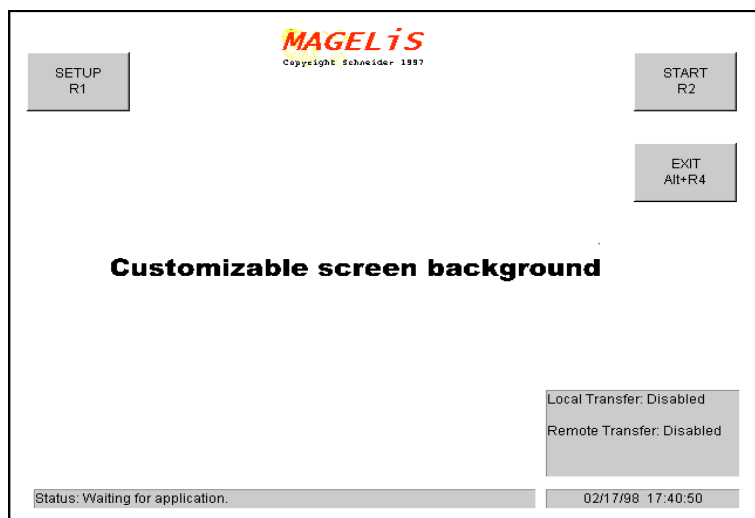 MAGELiS
Copyright Schneider 1997
SETUP
R1
START
R2
EXIT
Alt+R4
Customizable screen background
Local Transfer: Disabled
Remote Transfer: Disabled
Status: Waiting for application.
02/17/98 17:40:50